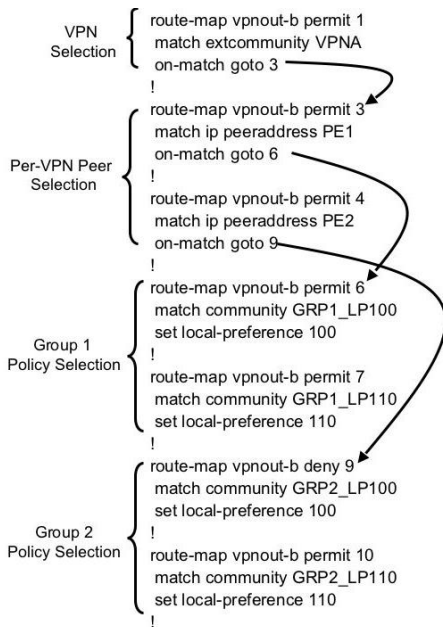 VPN
Selection
route-map vpnout-b permit 1
match extcommunity VPNA
on-match goto 3
!
Per-VPN Peer
Selection
route-map vpnout-b permit 3
match ip peeraddress PE1
on-match goto 6
!
route-map vpnout-b permit 4
match ip peeraddress PE2
on-match goto 9
!
Group 1
Policy Selection
route-map vpnout-b permit 6
match community GRP1_LP100
set local-preference 100
!
route-map vpnout-b permit 7
match community GRP1_LP110
set local-preference 110
!
Group 2
Policy Selection
route-map vpnout-b deny 9
match community GRP2_LP100
set local-preference 100
!
route-map vpnout-b permit 10
match community GRP2_LP110
set local-preference 110
!